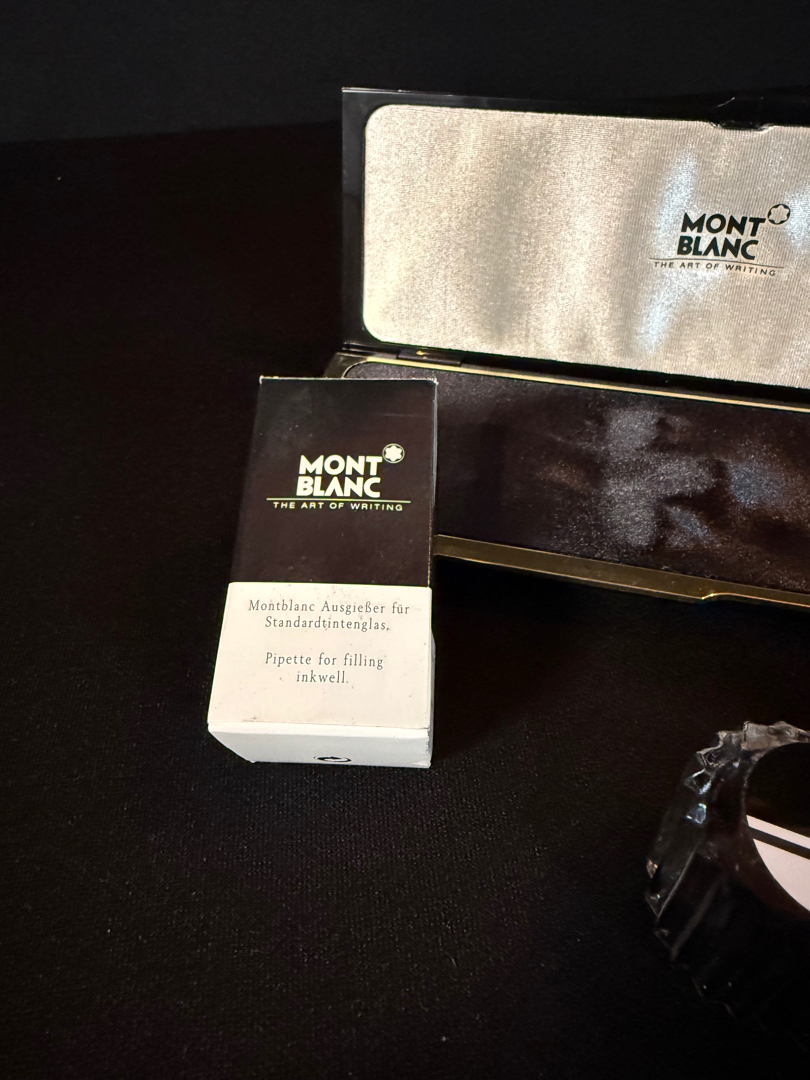 MONT
BLANC
THE ART OF WRITING
MONT
BLANC
THE ART OF WRITING
Montblanc Ausgießer für
Standardtintenglas.
Pipette for filling
inkwell.